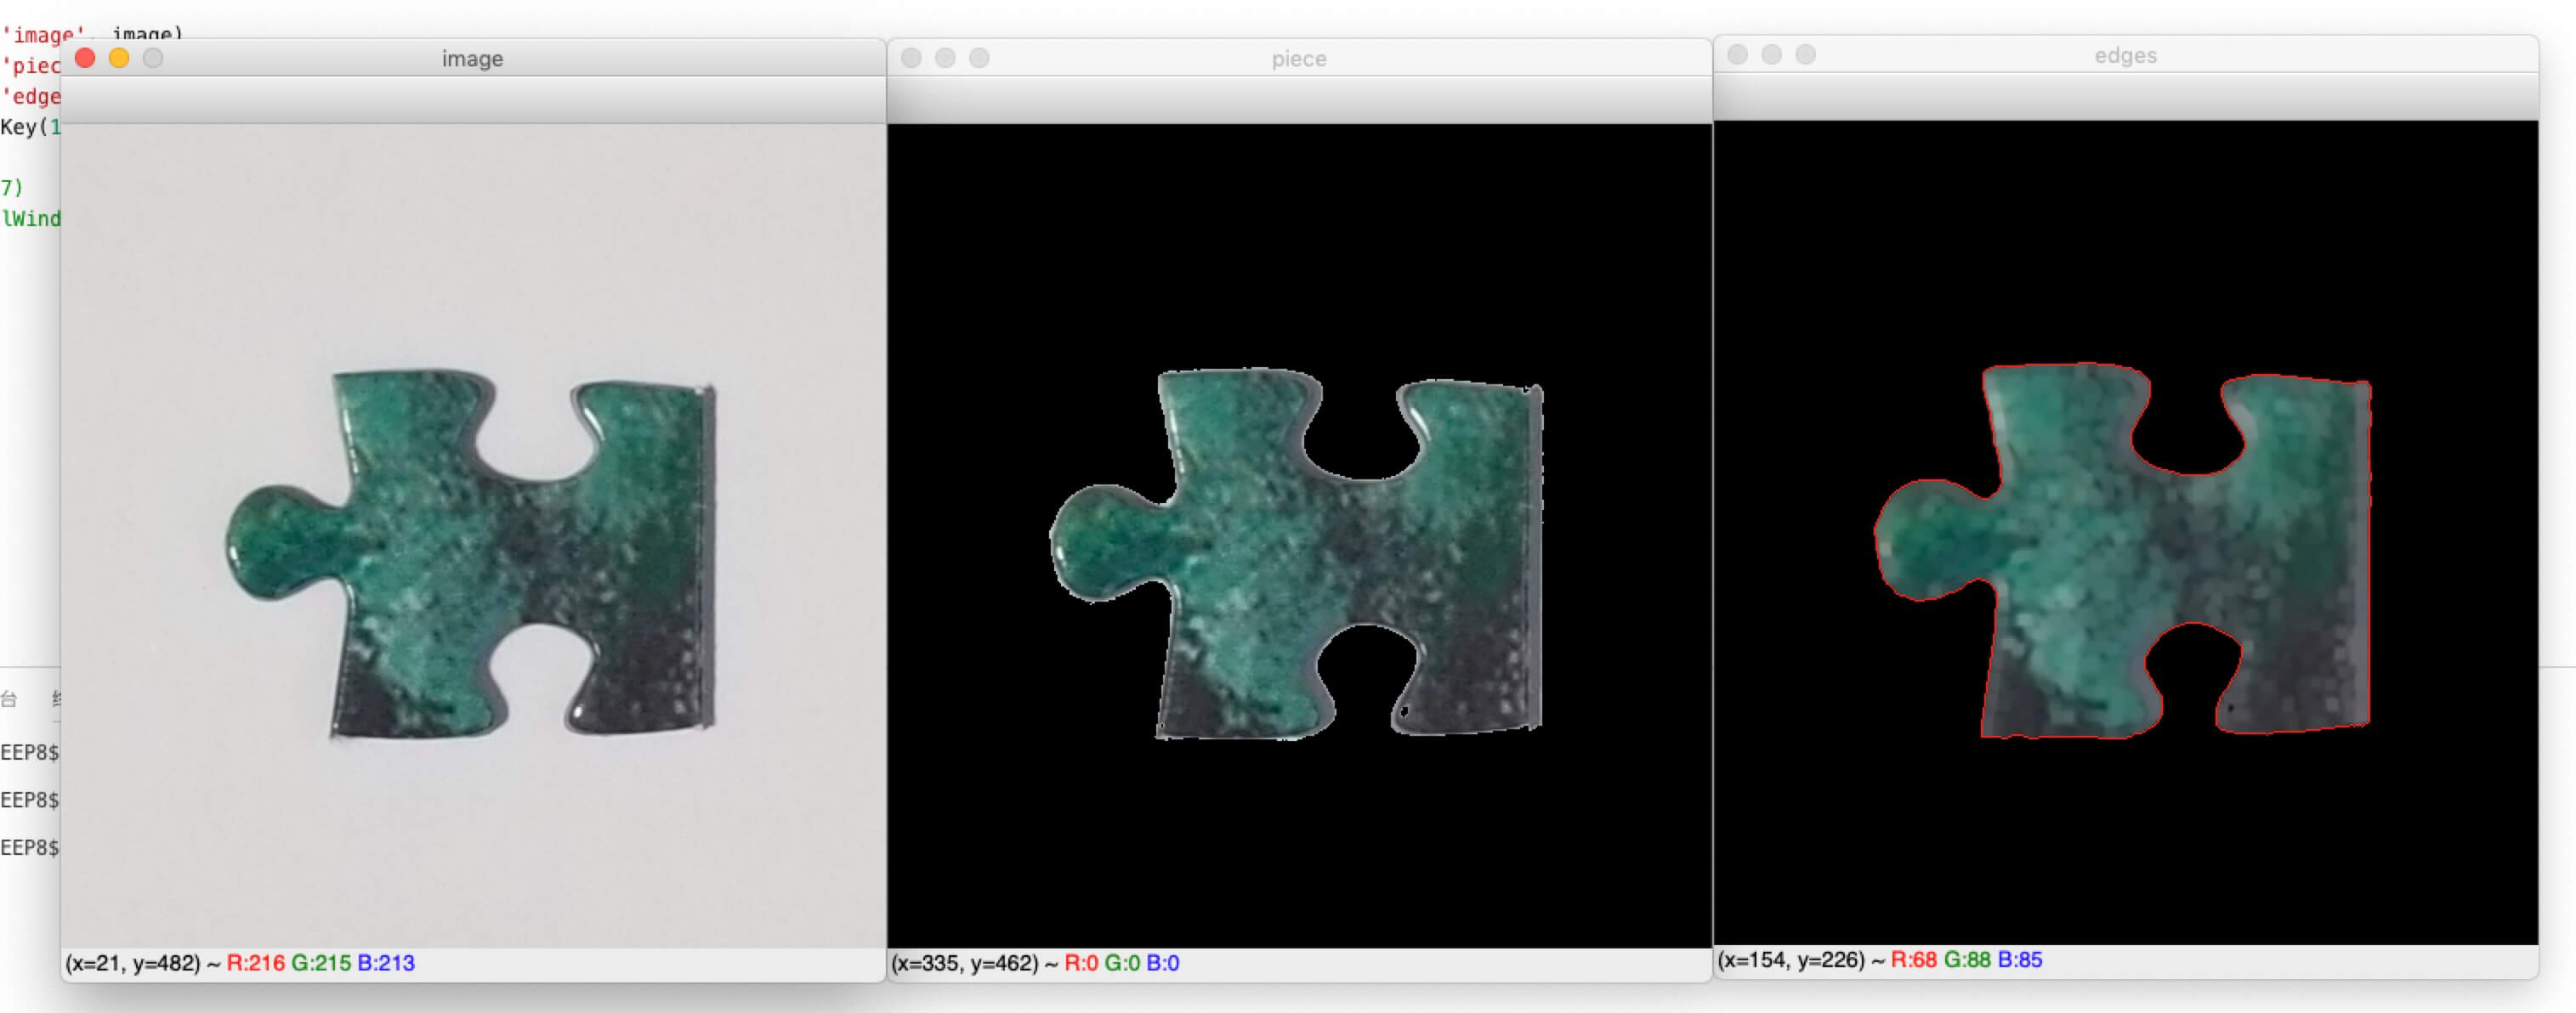 'image', image)
'piec
'edge
Key(1
7)
lWind
image
piece
edges
(x=21, y=482) ~ R:216 G:215 B:213
(x=335, y=462) ~ R:0 G:0 B:0
(x=154, y=226) ~ R:68 G:88 B:85
台
EEP8$
EEP8$
EEP8$